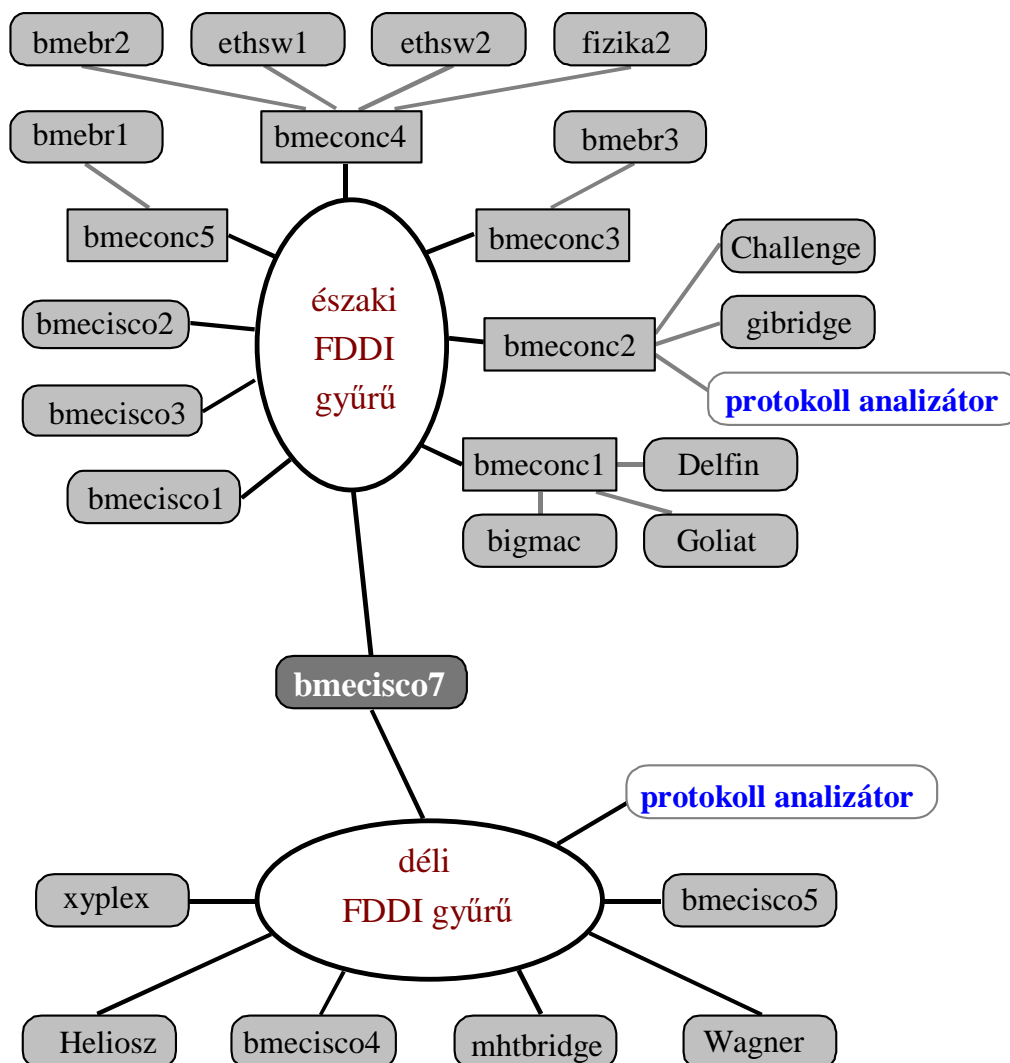 bmebr2
ethsw1
ethsw2
fizika2
bmebr1
bmeconc4
bmebr3
bmeconc5
bmeconc3
Challenge
északi
FDDI
gyűrű
bmecisco2
bmeconc2
gibridge
bmecisco3
protokoll analizátor
bmeconc1
Delfin
bmecisco1
bigmac
Goliat
bmecisco7
protokoll analizátor
déli
FDDI gyűrű
xyplex
bmecisco5
Heliosz
bmecisco4
mhtbridge
Wagner